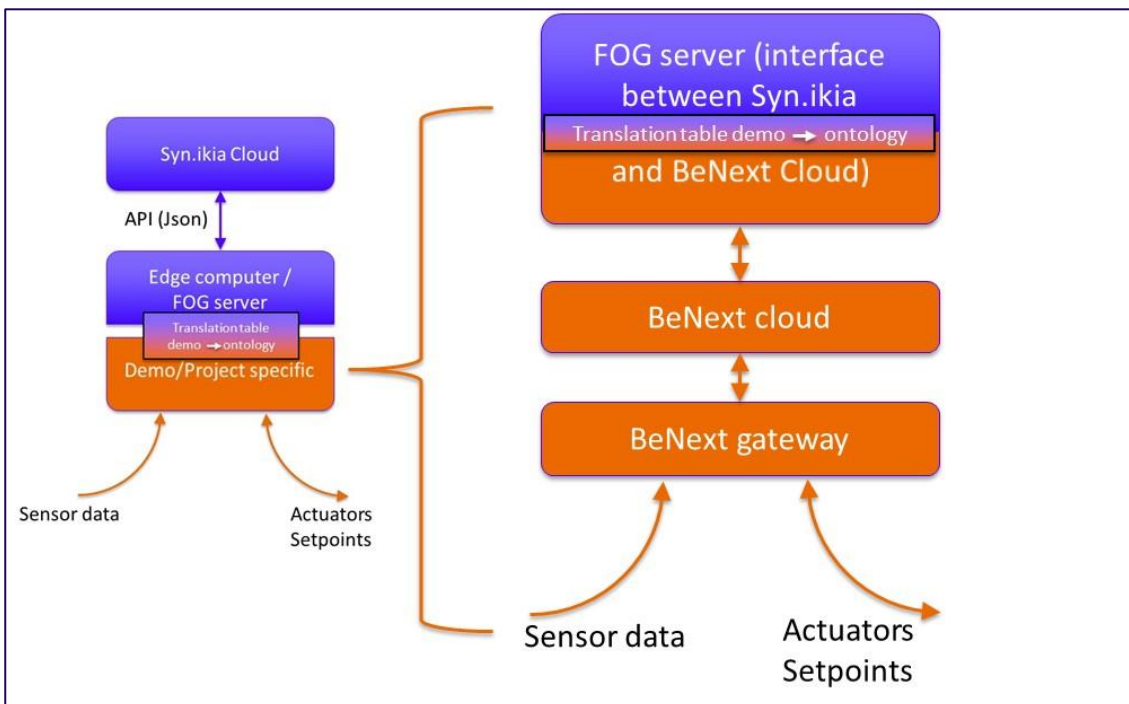 Syn.ikia Cloud
API (Json)
Edge computer /
FOG server
Translation table
demo → ontology
Demo/Project specific
Sensor data
Actuators
Setpoints
FOG server (interface
between Syn.ikia
Translation table demo → ontology
and BeNext Cloud)
BeNext cloud
BeNext gateway
Sensor data
Actuators
Setpoints